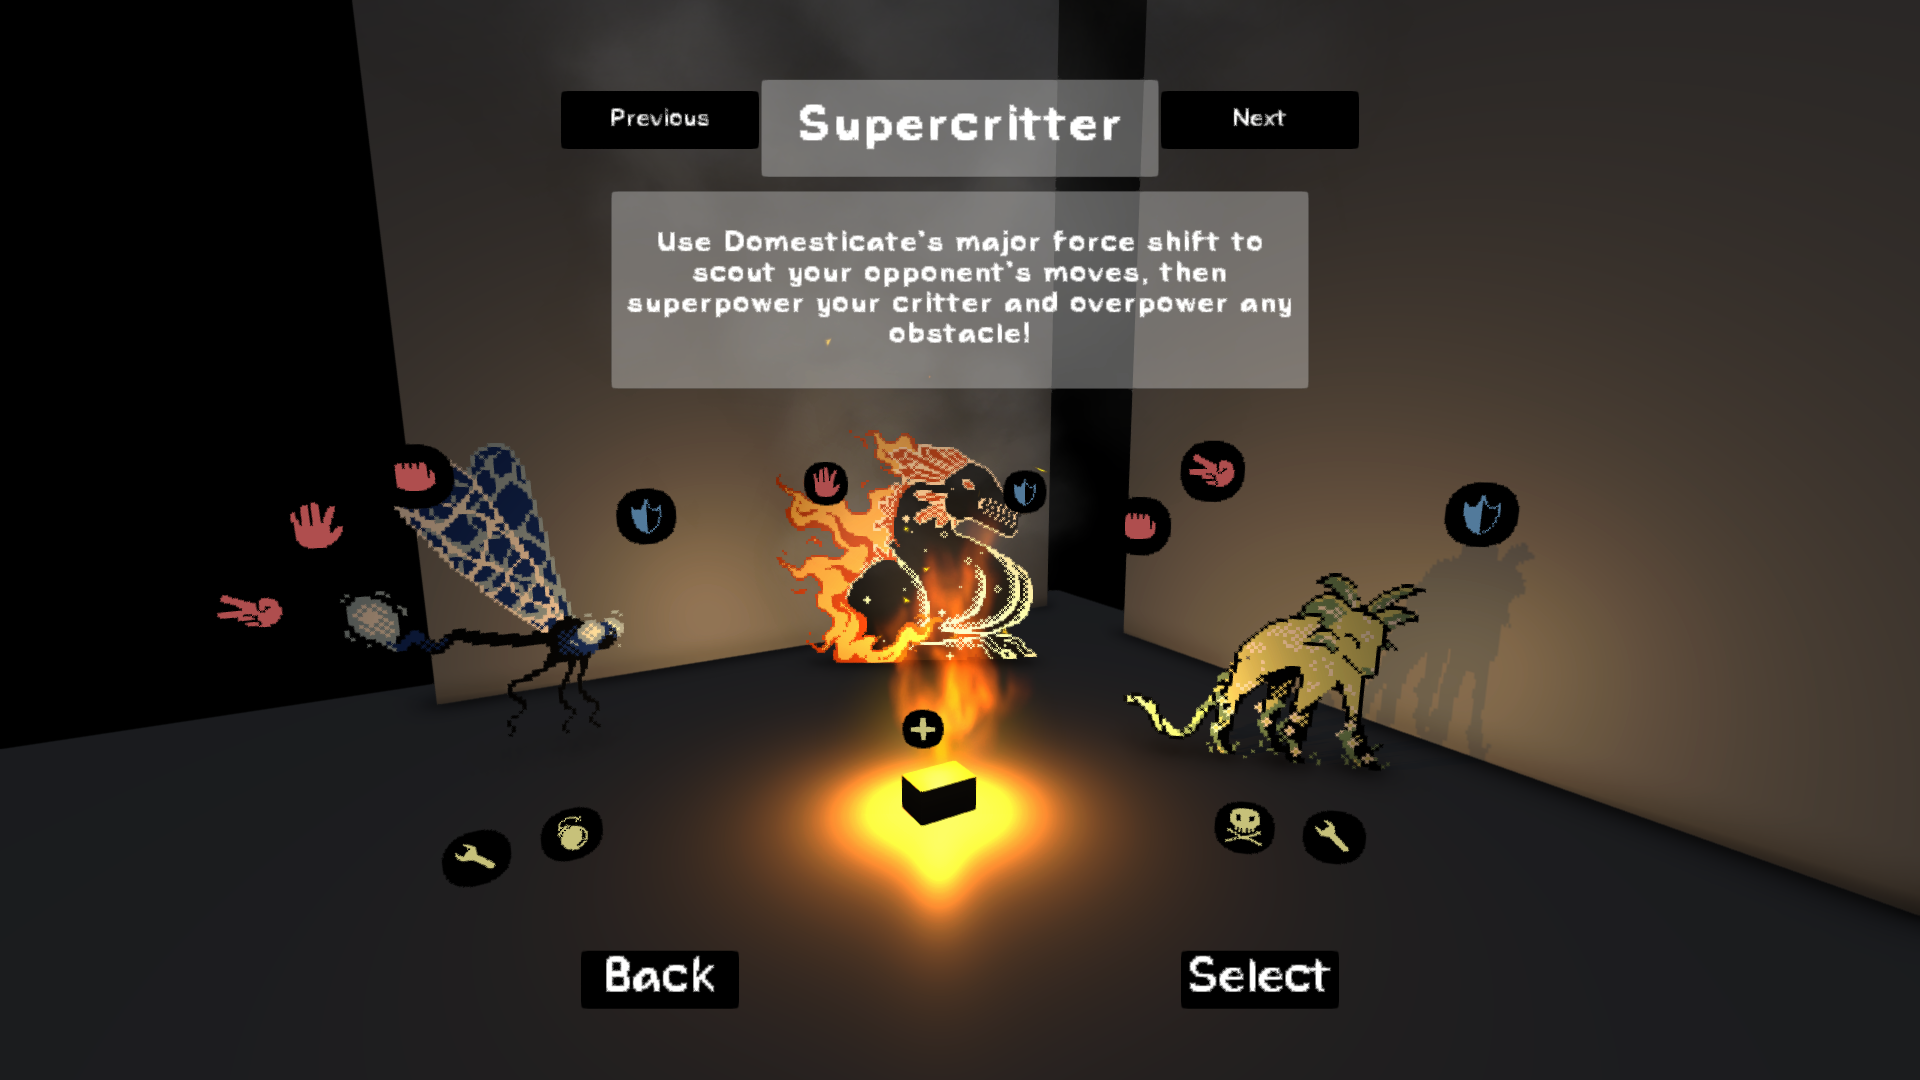 Previous
Supercritter
Next
Use Domesticate's major force shift to
scout your opponent's moves, then
superpower your critter and overpower any
obstacle!
Back
Select